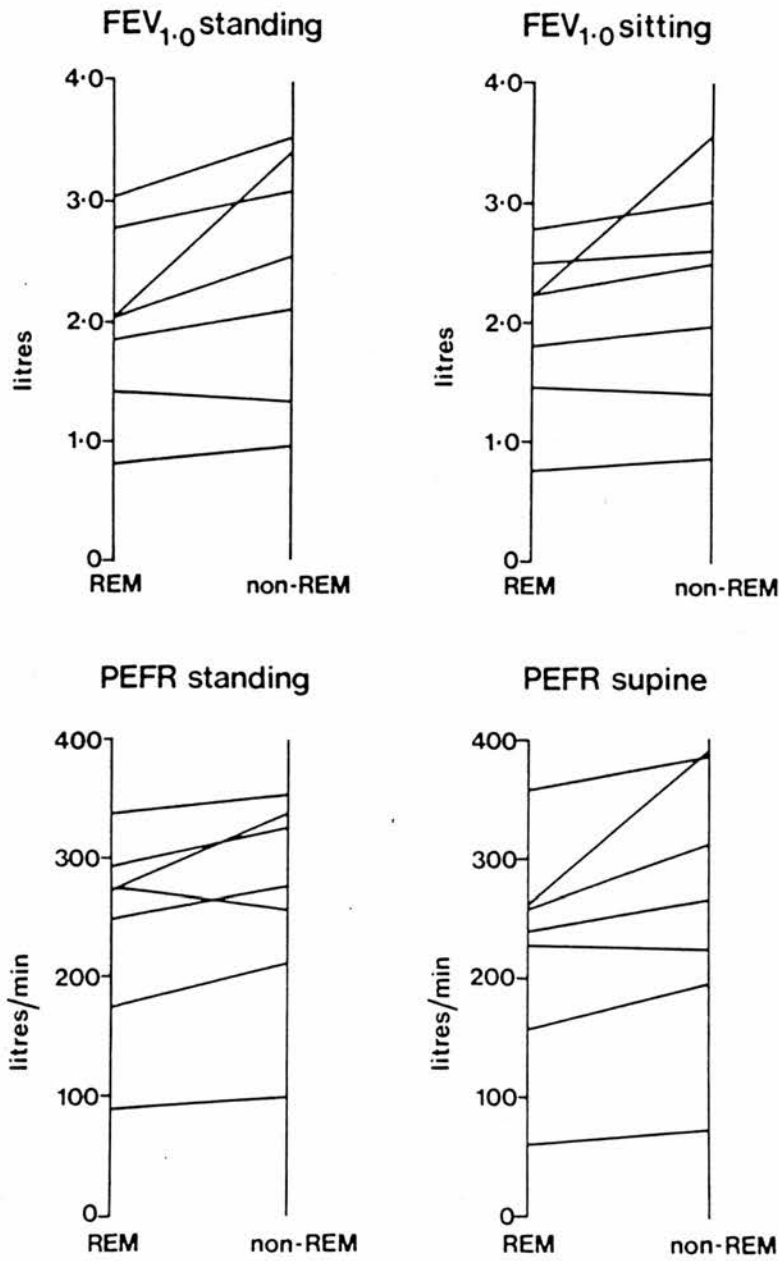 FEV1·0 standing
4·0
3·0
2·0
1·0
0
litres
REM
non-REM
FEV1·0 sitting
4·0
3·0
2·0
1·0
0
litres
REM
non-REM
PEFR standing
400
300
200
100
0
litres/min
REM
non-REM
PEFR supine
400
300
200
100
0
litres/min
REM
non-REM